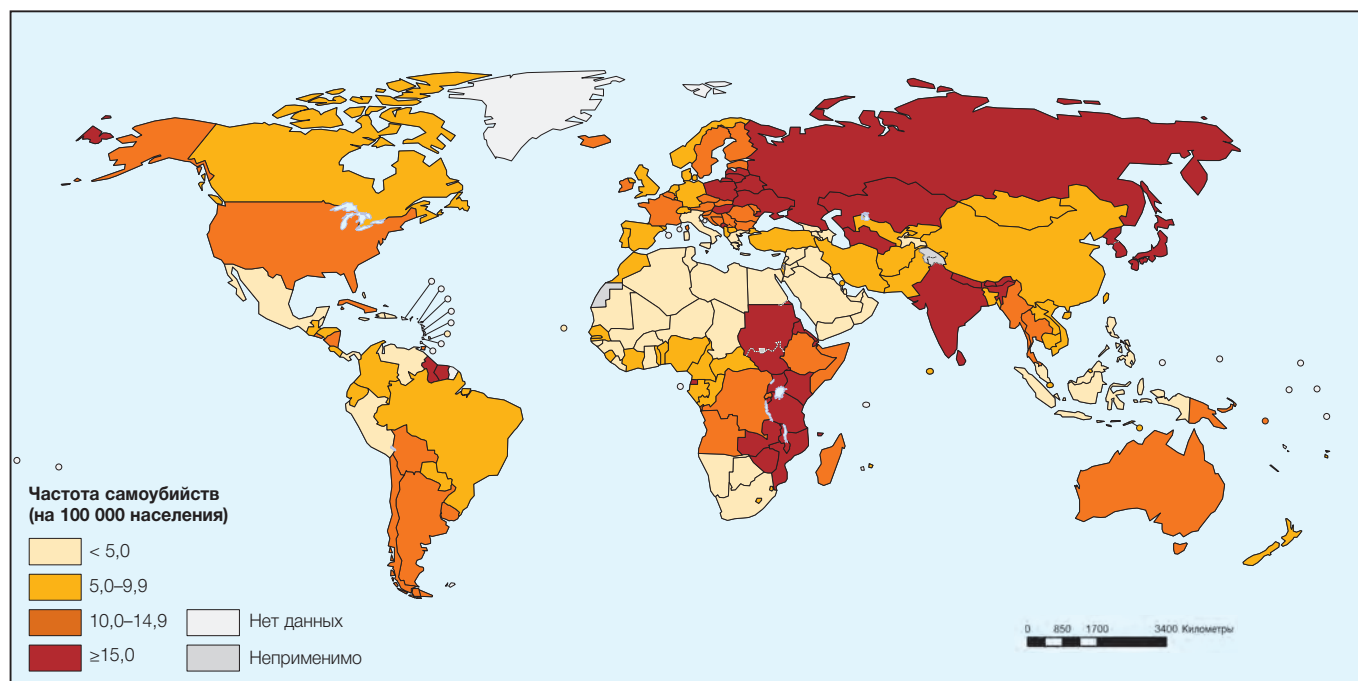 Частота самоубийств
(на 100 000 населения)
< 5,0
5,0–9,9
10,0–14,9
≥15,0
Нет данных
Неприменимо
0 850 1700 3400 Километры